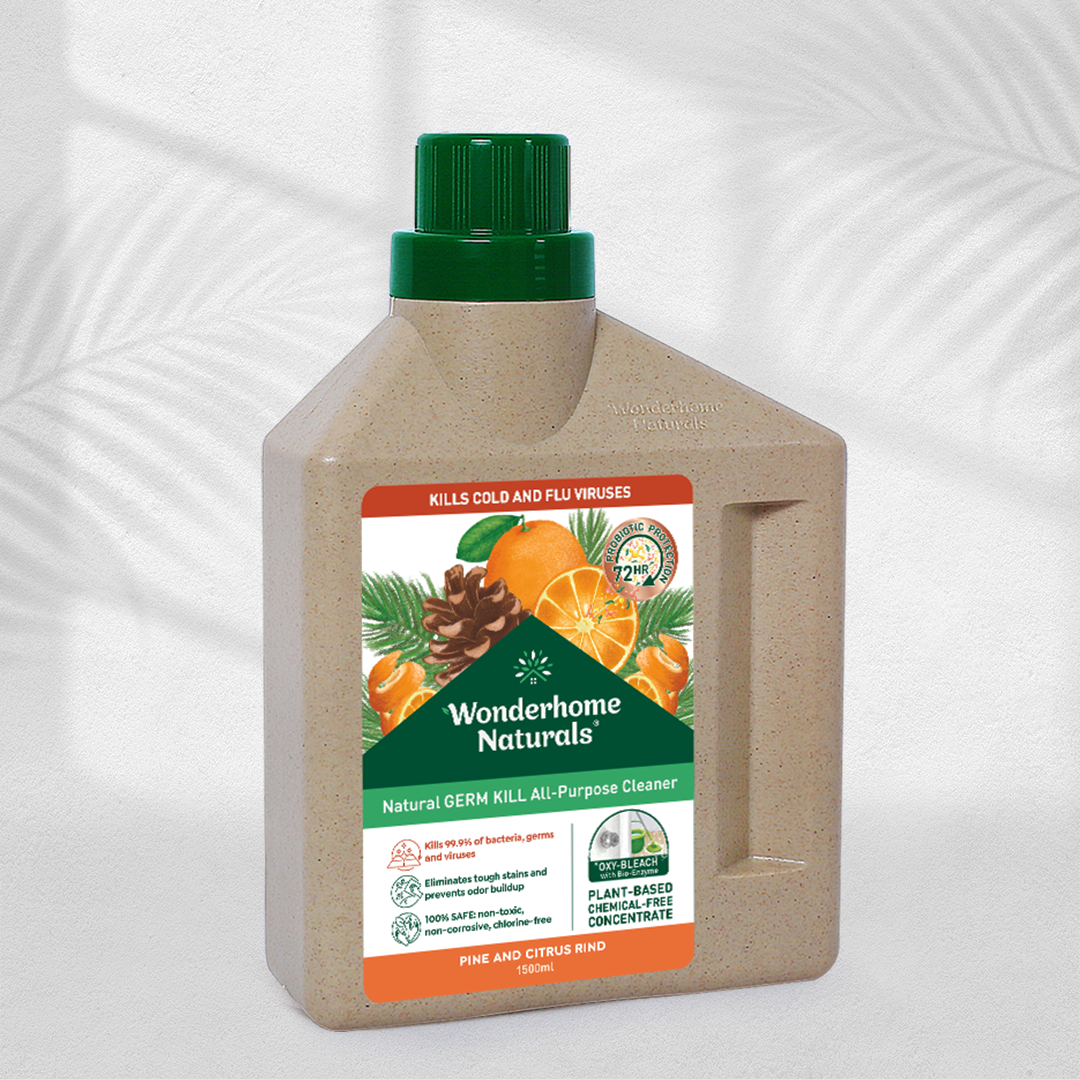 Wonderhome
Naturals
KILLS COLD AND FLU VIRUSES
PROBIOTIC PROTECTION
72HR
Wonderhome
Naturals®
Natural GERM KILL All-Purpose Cleaner
Kills 99.9% of bacteria, germs
and viruses
Eliminates tough stains and
prevents odor buildup
100% SAFE: non-toxic,
non-corrosive, chlorine-free
"OXY-BLEACH"
with Bio-Enzyme
PLANT-BASED
CHEMICAL-FREE
CONCENTRATE
PINE AND CITRUS RIND
1500ml